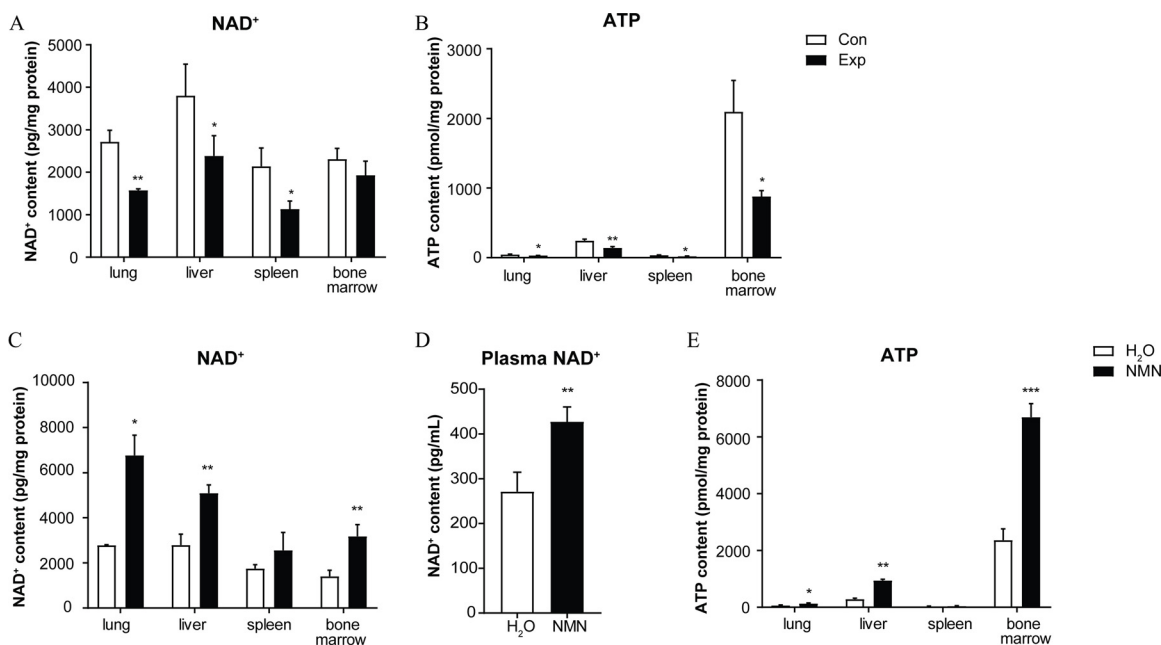 A
NAD⁺
NAD⁺ content (pg/mg protein)
5000
4000
3000
2000
1000
0
**
*
*
lung
liver
spleen
bone
marrow
B
ATP
ATP content (pmol/mg protein)
3000
2000
1000
0
*
**
*
*
lung
liver
spleen
bone
marrow
Con
Exp
C
NAD⁺
NAD⁺ content (pg/mg protein)
10000
8000
6000
4000
2000
0
*
**
**
lung
liver
spleen
bone
marrow
D
Plasma NAD⁺
NAD⁺ content (pg/mL)
500
400
300
200
100
0
**
H₂O
NMN
E
ATP
ATP content (pmol/mg protein)
8000
6000
4000
2000
0
*
**
***
lung
liver
spleen
bone
marrow
H₂O
NMN